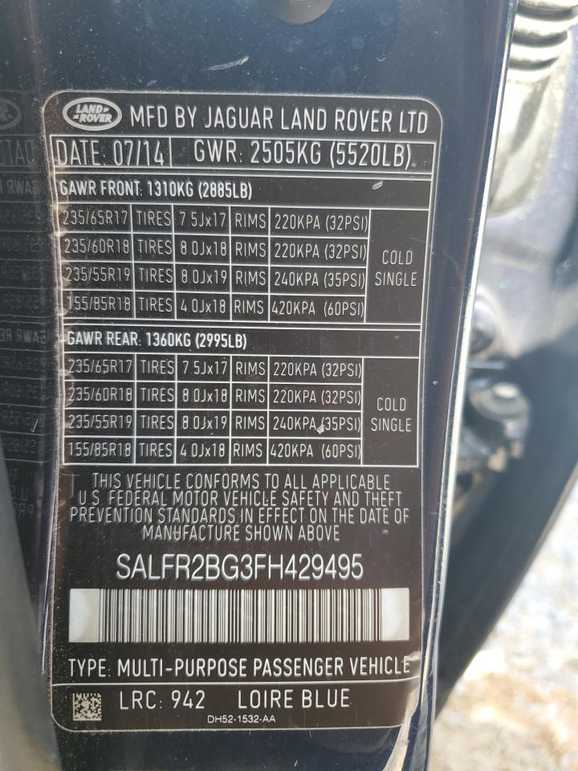 LAND ROVER MFD BY JAGUAR LAND ROVER LTD
DATE: 07/14 GWR: 2505KG (5520LB)
GAWR FRONT: 1310KG (2885LB)
235/65R17 TIRES 7 5Jx17 RIMS 220KPA (32PSI)
235/60R18 TIRES 8 0Jx18 RIMS 220KPA (32PSI)
235/55R19 TIRES 8 0Jx19 RIMS 240KPA (35PSI)
155/85R18 TIRES 4 0Jx18 RIMS 420KPA (60PSI)
COLD
SINGLE
GAWR REAR: 1360KG (2995LB)
235/65R17 TIRES 7 5Jx17 RIMS 220KPA (32PSI)
235/60R18 TIRES 8 0Jx18 RIMS 220KPA (32PSI)
235/55R19 TIRES 8 0Jx19 RIMS 240KPA (35PSI)
155/85R18 TIRES 4 0Jx18 RIMS 420KPA (60PSI)
COLD
SINGLE
THIS VEHICLE CONFORMS TO ALL APPLICABLE
U.S. FEDERAL MOTOR VEHICLE SAFETY AND THEFT
PREVENTION STANDARDS IN EFFECT ON THE DATE OF
MANUFACTURE SHOWN ABOVE
SALFR2BG3FH429495
TYPE: MULTI-PURPOSE PASSENGER VEHICLE
LRC: 942 LOIRE BLUE
DH52-1532-AA